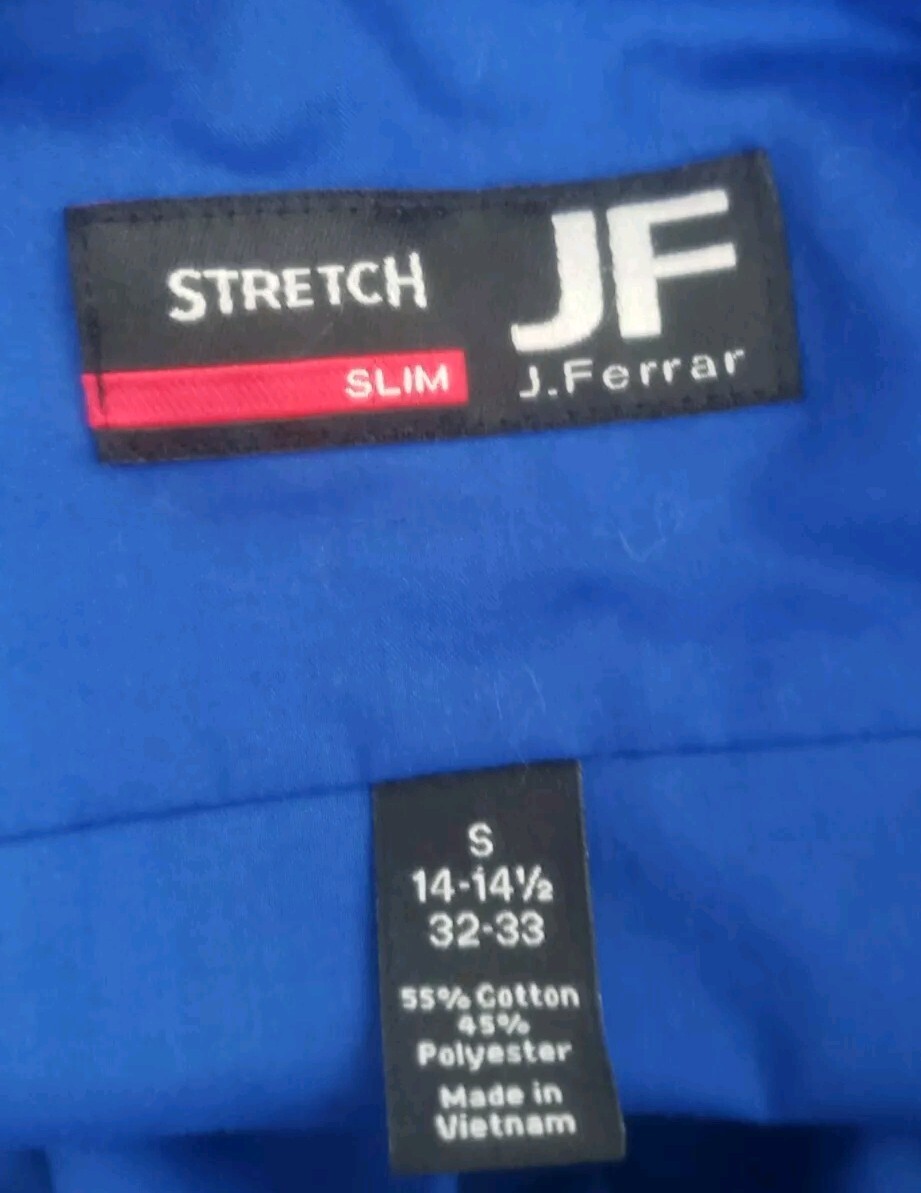 STRETCH
SLIM
JF
J.Ferrar
S
14-14½
32-33
55% Cotton
45%
Polyester
Made in
Vietnam